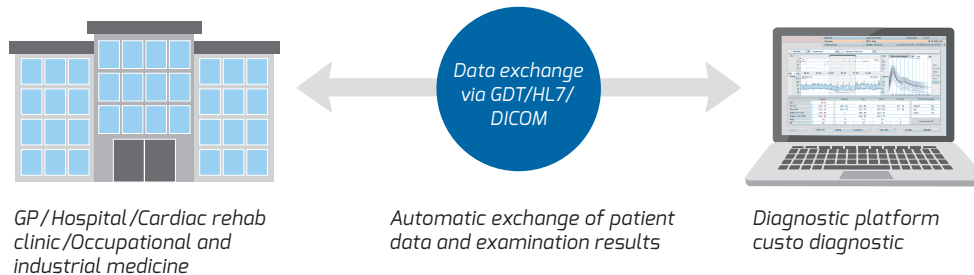 Data exchange
via GDT/HL7/
DICOM
GP/Hospital/Cardiac rehab
clinic/Occupational and
industrial medicine
Automatic exchange of patient
data and examination results
Diagnostic platform
custo diagnostic